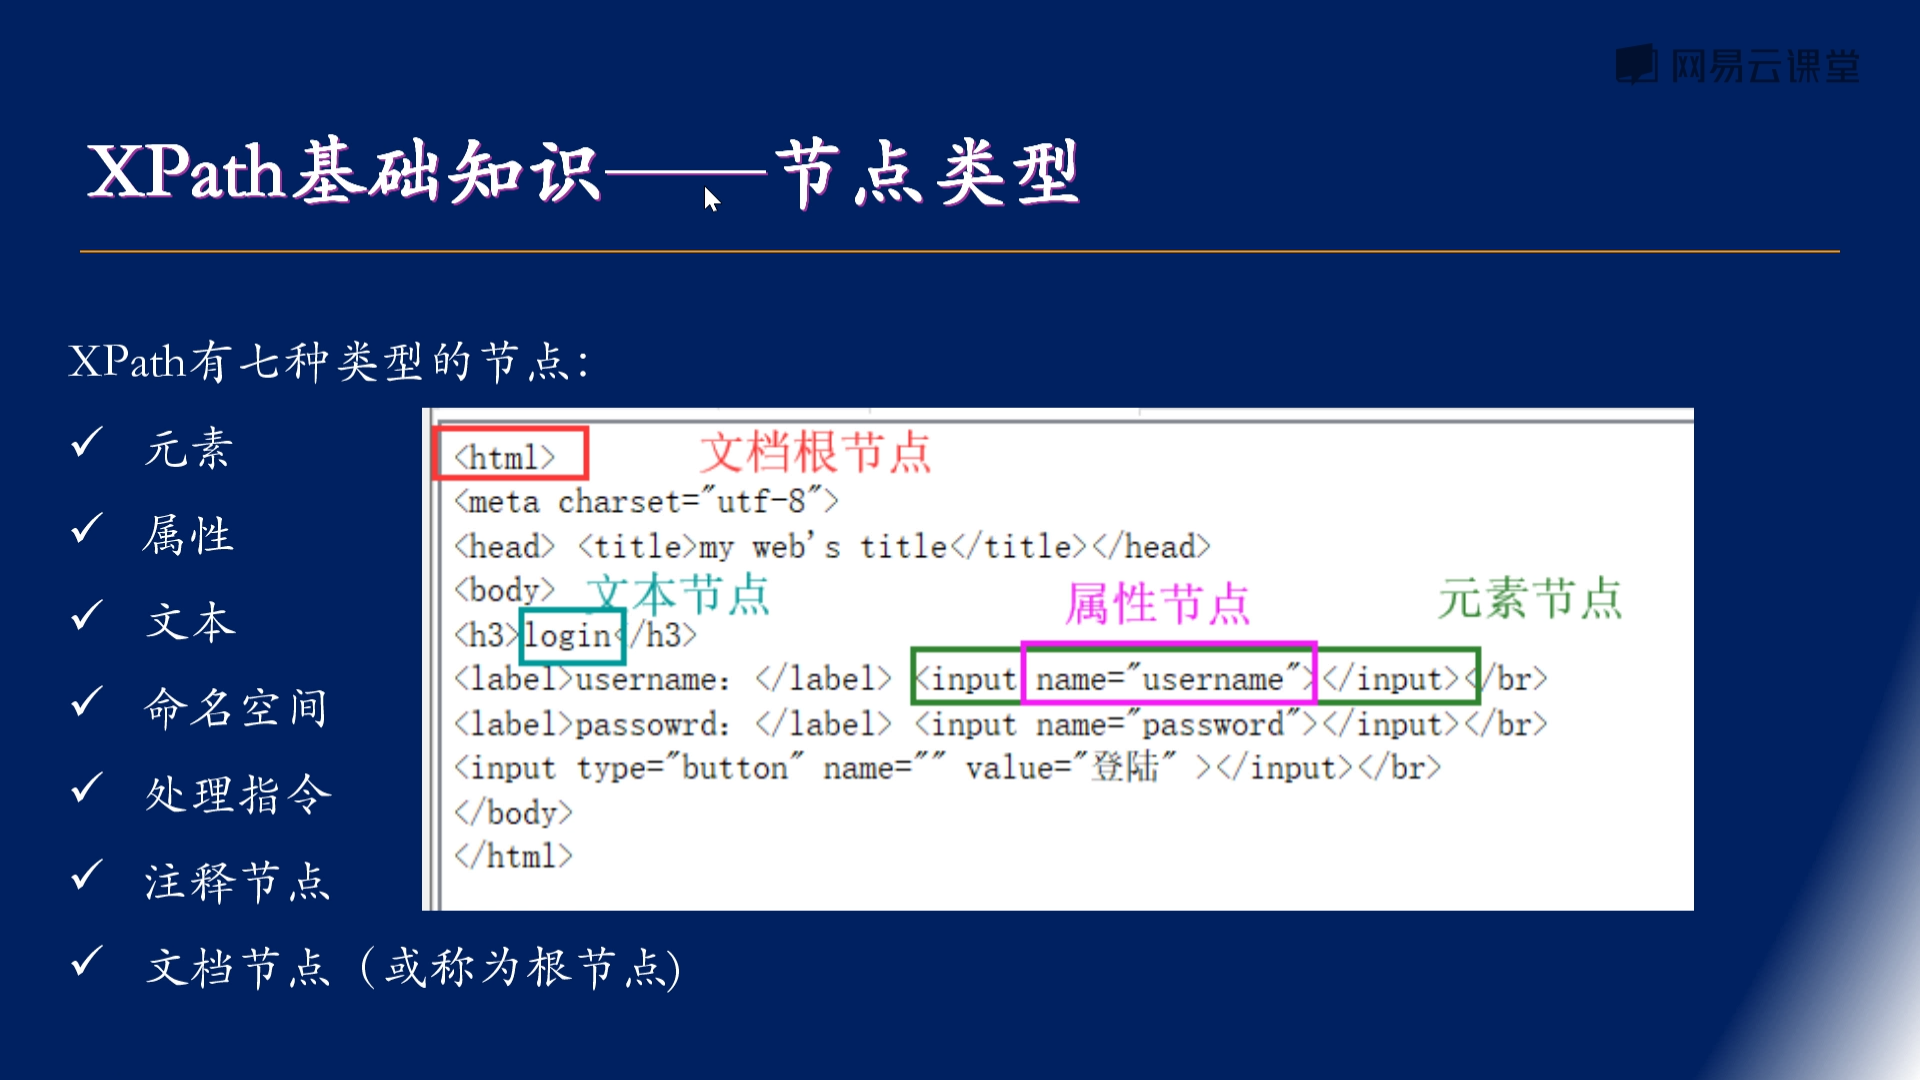 网易云课堂
XPath基础知识——节点类型
XPath有七种类型的节点：
✓ 元素
✓ 属性
✓ 文本
✓ 命名空间
✓ 处理指令
✓ 注释节点
✓ 文档节点（或称为根节点)
<html> 文档根节点
<meta charset="utf-8">
<head> <title>my web's title</title></head>
<body> 文本节点 属性节点 元素节点
<h3>login</h3>
<label>username：</label> <input name="username"></input></br>
<label>passowrd：</label> <input name="password"></input></br>
<input type="button" name="" value="登陆" ></input></br>
</body>
</html>